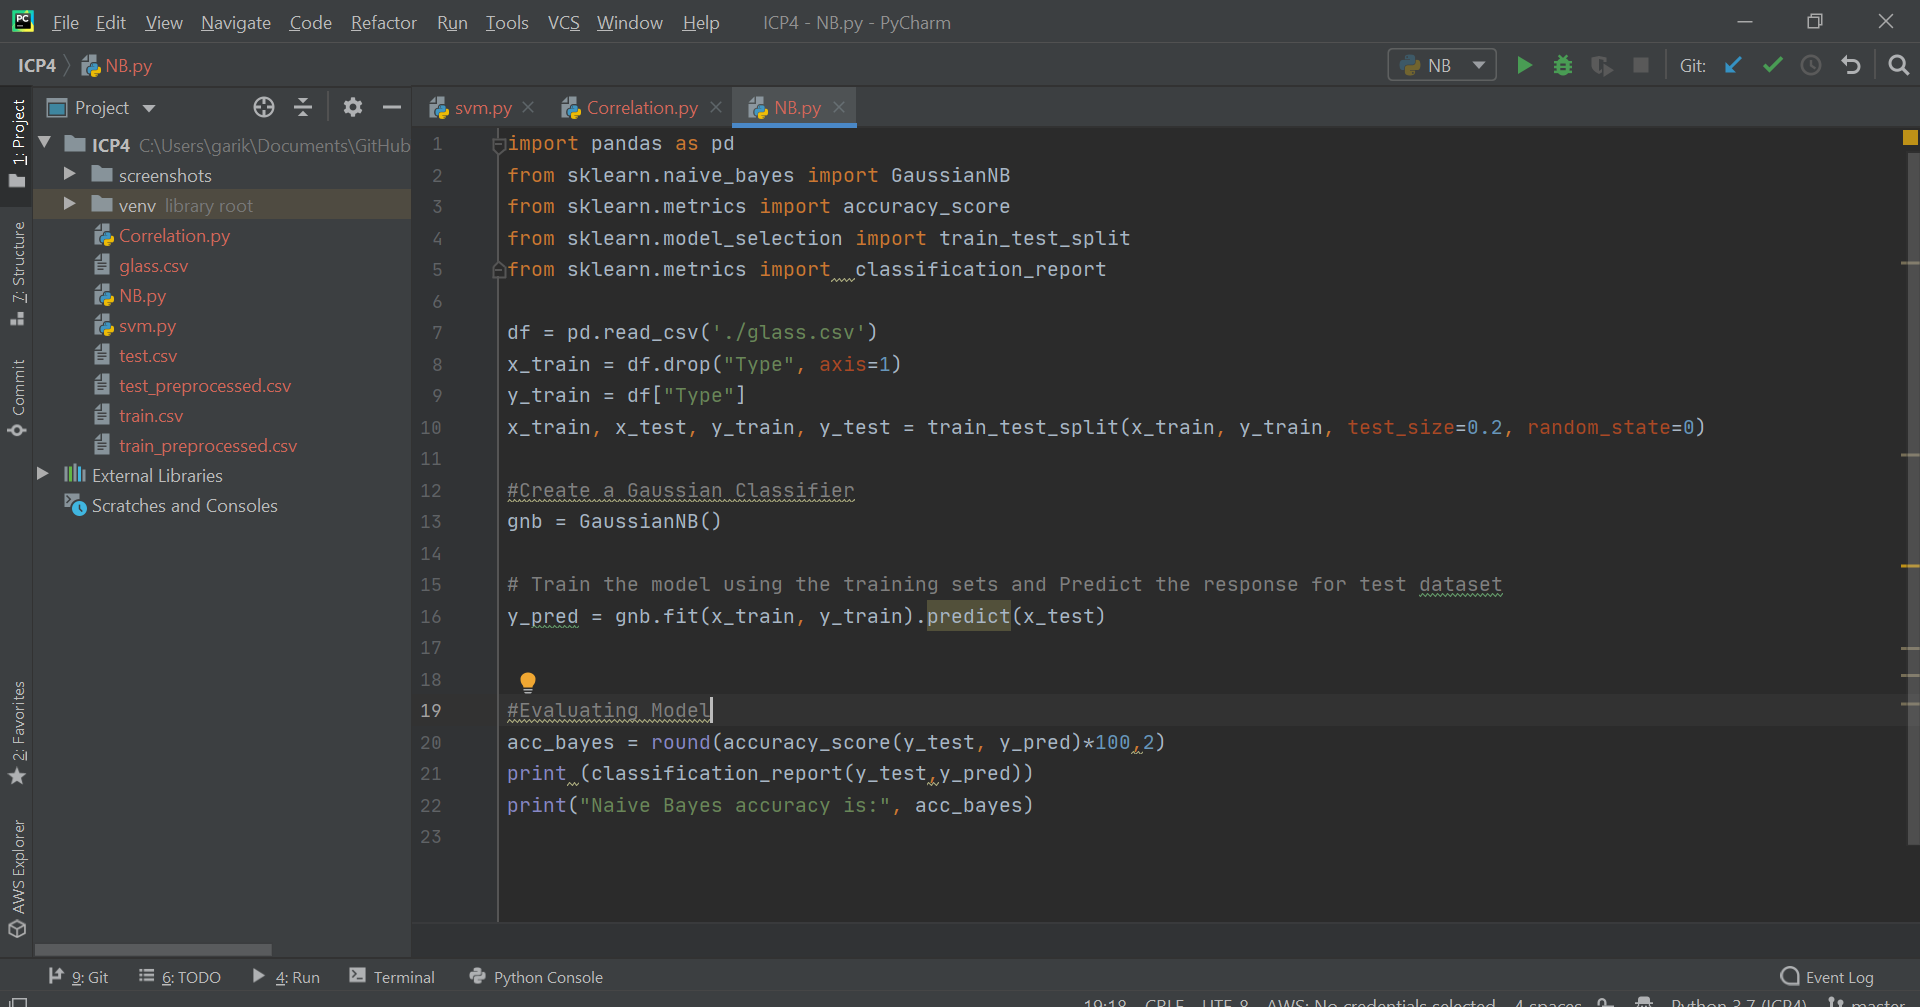 File Edit View Navigate Code Refactor Run Tools VCS Window Help ICP4 - NB.py - PyCharm
ICP4 NB.py NB Git:
Project svm.py Correlation.py NB.py
1: Project
7: Structure
Commit
2: Favorites
AWS Explorer
ICP4 C:\Users\garik\Documents\GitHub
screenshots
venv library root
Correlation.py
glass.csv
NB.py
svm.py
test.csv
test_preprocessed.csv
train.csv
train_preprocessed.csv
External Libraries
Scratches and Consoles
1 import pandas as pd
2 from sklearn.naive_bayes import GaussianNB
3 from sklearn.metrics import accuracy_score
4 from sklearn.model_selection import train_test_split
5 from sklearn.metrics import  classification_report
6
7 df = pd.read_csv('./glass.csv')
8 x_train = df.drop("Type", axis=1)
9 y_train = df["Type"]
10 x_train, x_test, y_train, y_test = train_test_split(x_train, y_train, test_size=0.2, random_state=0)
11
12 #Create a Gaussian Classifier
13 gnb = GaussianNB()
14
15 # Train the model using the training sets and Predict the response for test dataset
16 y_pred = gnb.fit(x_train, y_train).predict(x_test)
17
18
19 #Evaluating Model
20 acc_bayes = round(accuracy_score(y_test, y_pred)*100,2)
21 print (classification_report(y_test,y_pred))
22 print("Naive Bayes accuracy is:", acc_bayes)
23
9: Git 6: TODO 4: Run Terminal Python Console Event Log
19:18 CRLF UTF-8 AWS: No credentials selected 4 spaces Python 3.7 (ICP4) master